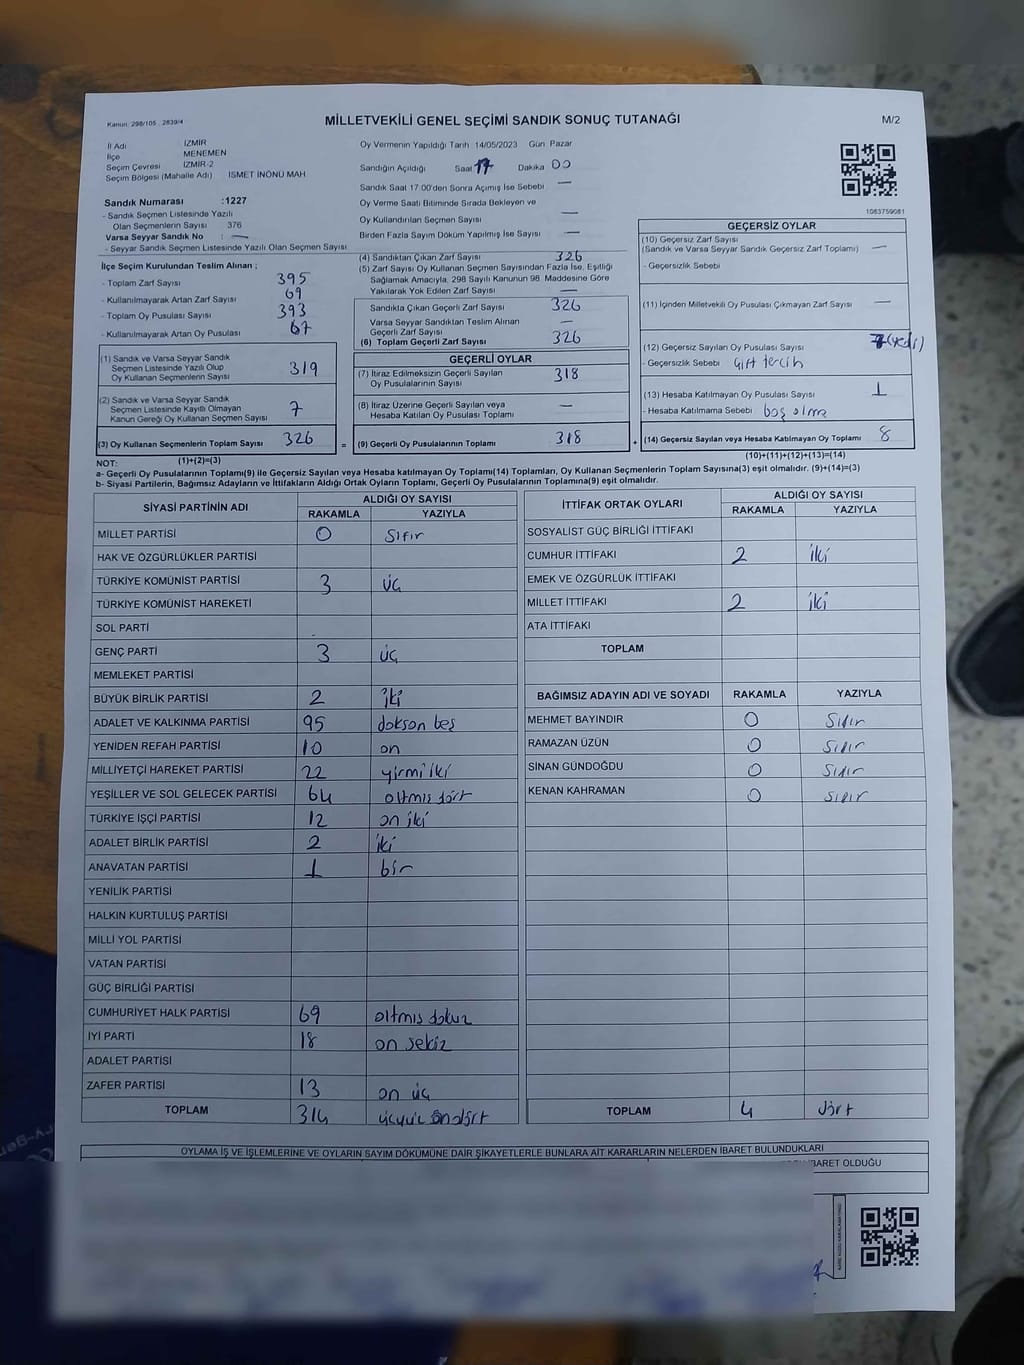 Kanun: 298/105 , 2839/4
MİLLETVEKİLİ GENEL SEÇİMİ SANDIK SONUÇ TUTANAĞI
M/2
İl Adı İZMİR
İlçe MENEMEN
Seçim Çevresi İZMİR-2
Seçim Bölgesi (Mahalle Adı) İSMET İNÖNÜ MAH
Sandık Numarası :1227
- Sandık Seçmen Listesinde Yazılı
Olan Seçmenlerin Sayısı 376
Varsa Seyyar Sandık No : —
- Seyyar Sandık Seçmen Listesinde Yazılı Olan Seçmen Sayısı
Oy Vermenin Yapıldığı Tarih 14/05/2023 Gün Pazar
Sandığın Açıldığı Saat 17 Dakika 00
Sandık Saat 17.00'den Sonra Açımış İse Sebebi —
Oy Verme Saati Bitiminde Sırada Bekleyen ve
Oy Kullandırılan Seçmen Sayısı —
Birden Fazla Sayım Döküm Yapılmış İse Sayısı —
1083759081
İlçe Seçim Kurulundan Teslim Alınan ;
- Toplam Zarf Sayısı 395
- Kullanılmayarak Artan Zarf Sayısı 69
- Toplam Oy Pusulası Sayısı 393
- Kullanılmayarak Artan Oy Pusulası 67
(1) Sandık ve Varsa Seyyar Sandık
Seçmen Listesinde Yazılı Olup
Oy Kullanan Seçmenlerin Sayısı 319
(2) Sandık ve Varsa Seyyar Sandık
Seçmen Listesinde Kayıtlı Olmayan
Kanun Gereği Oy Kullanan Seçmen Sayısı 7
(3) Oy Kullanan Seçmenlerin Toplam Sayısı 326 =
(1)+(2)=(3)
(4) Sandıktan Çıkan Zarf Sayısı 326
(5) Zarf Sayısı Oy Kullanan Seçmen Sayısından Fazla İse, Eşitliği
Sağlamak Amacıyla, 298 Sayılı Kanunun 98. Maddesine Göre
Yakılarak Yok Edilen Zarf Sayısı —
Sandıkla Çıkan Geçerli Zarf Sayısı 326
Varsa Seyyar Sandıktan Teslim Alınan
Geçerli Zarf Sayısı —
(6) Toplam Geçerli Zarf Sayısı 326
GEÇERLİ OYLAR
(7) İtiraz Edilmeksizin Geçerli Sayılan
Oy Pusulalarının Sayısı 318
(8) İtiraz Üzerine Geçerli Sayılan veya
Hesaba Katılan Oy Pusulası Toplamı —
(9) Geçerli Oy Pusulalarının Toplamı 318 +
GEÇERSİZ OYLAR
(10) Geçersiz Zarf Sayısı
(Sandık ve Varsa Seyyar Sandık Geçersiz Zarf Toplamı) —
- Geçersizlik Sebebi
(11) İçinden Milletvekili Oy Pusulası Çıkmayan Zarf Sayısı —
(12) Geçersiz Sayılan Oy Pusulası Sayısı 7 (yedi)
- Geçersizlik Sebebi Çift tercih
(13) Hesaba Katılmayan Oy Pusulası Sayısı 1
- Hesaba Katılmama Sebebi boş olma
(14) Geçersiz Sayılan veya Hesaba Katılmayan Oy Toplamı 8
(10)+(11)+(12)+(13)=(14)
NOT:
a- Geçerli Oy Pusulalarının Toplamı(9) ile Geçersiz Sayılan veya Hesaba katılmayan Oy Toplamı(14) Toplamları, Oy Kullanan Seçmenlerin Toplam Sayısına(3) eşit olmalıdır. (9)+(14)=(3)
b- Siyasi Partilerin, Bağımsız Adayların ve İttifakların Aldığı Ortak Oyların Toplamı, Geçerli Oy Pusulalarının Toplamına(9) eşit olmalıdır.
SİYASİ PARTİNİN ADI ALDIĞI OY SAYISI
RAKAMLA YAZIYLA
MİLLET PARTİSİ 0 sıfır
HAK VE ÖZGÜRLÜKLER PARTİSİ
TÜRKİYE KOMÜNİST PARTİSİ 3 üç
TÜRKİYE KOMÜNİST HAREKETİ
SOL PARTİ
GENÇ PARTİ 3 üç
MEMLEKET PARTİSİ
BÜYÜK BİRLİK PARTİSİ 2 iki
ADALET VE KALKINMA PARTİSİ 95 doksan beş
YENİDEN REFAH PARTİSİ 10 on
MİLLİYETÇİ HAREKET PARTİSİ 22 yirmi iki
YEŞİLLER VE SOL GELECEK PARTİSİ 64 altmış dört
TÜRKİYE İŞÇİ PARTİSİ 12 on iki
ADALET BİRLİK PARTİSİ 2 iki
ANAVATAN PARTİSİ 1 bir
YENİLİK PARTİSİ
HALKIN KURTULUŞ PARTİSİ
MİLLİ YOL PARTİSİ
VATAN PARTİSİ
GÜÇ BİRLİĞİ PARTİSİ
CUMHURİYET HALK PARTİSİ 69 altmış dokuz
İYİ PARTİ 18 on sekiz
ADALET PARTİSİ
ZAFER PARTİSİ 13 on üç
TOPLAM 314 üçyüz ondört
İTTİFAK ORTAK OYLARI ALDIĞI OY SAYISI
RAKAMLA YAZIYLA
SOSYALİST GÜÇ BİRLİĞİ İTTİFAKI
CUMHUR İTTİFAKI 2 iki
EMEK VE ÖZGÜRLÜK İTTİFAKI
MİLLET İTTİFAKI 2 iki
ATA İTTİFAKI
TOPLAM
BAĞIMSIZ ADAYIN ADI VE SOYADI RAKAMLA YAZIYLA
MEHMET BAYINDIR 0 sıfır
RAMAZAN ÜZÜN 0 sıfır
SİNAN GÜNDOĞDU 0 sıfır
KENAN KAHRAMAN 0 sıfır
TOPLAM 4 dört
OYLAMA İŞ VE İŞLEMLERİNE VE OYLARIN SAYIM DÖKÜMÜNE DAİR ŞİKAYETLERLE BUNLARA AİT KARARLARIN NELERDEN İBARET BULUNDUKLARI
İBARET OLDUĞU